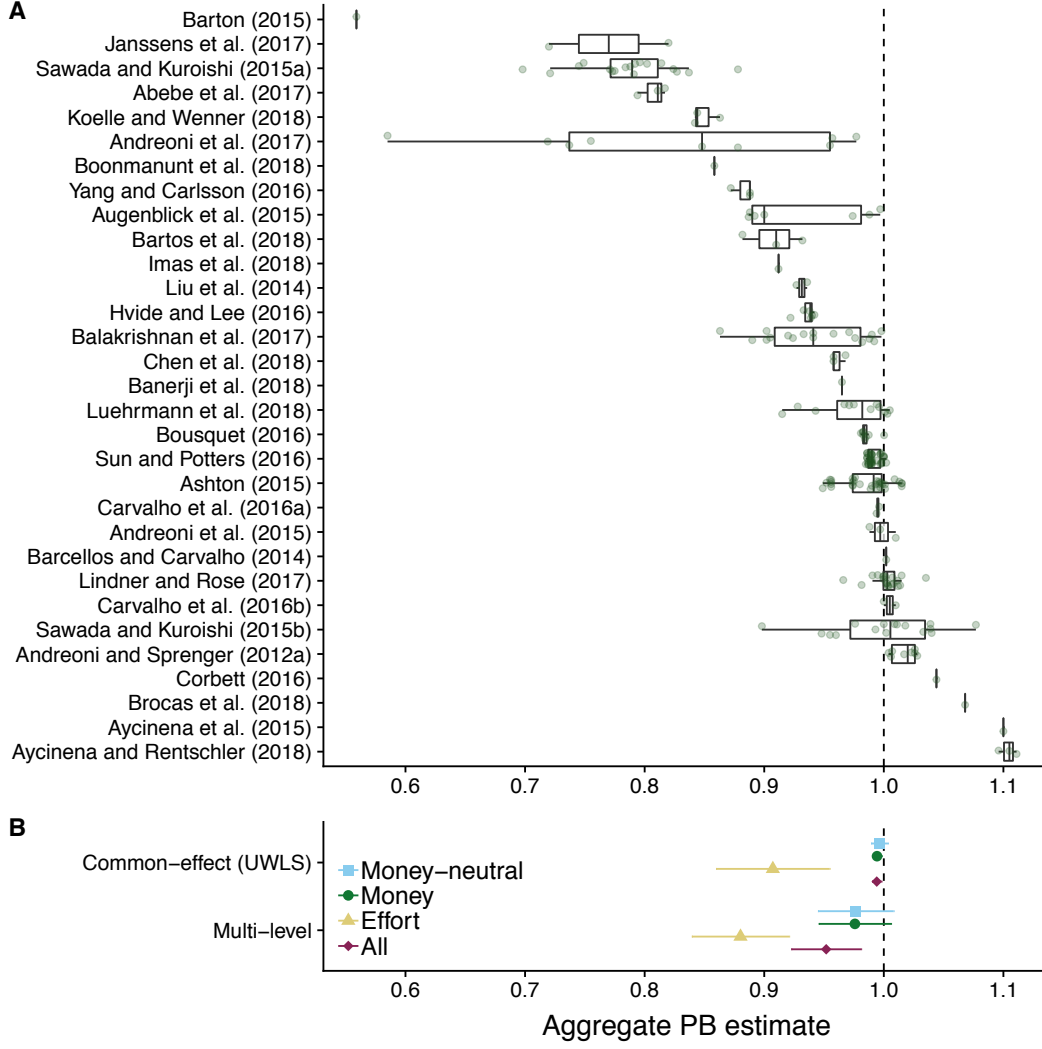 A
Barton (2015)
Janssens et al. (2017)
Sawada and Kuroishi (2015a)
Abebe et al. (2017)
Koelle and Wenner (2018)
Andreoni et al. (2017)
Boonmanunt et al. (2018)
Yang and Carlsson (2016)
Augenblick et al. (2015)
Bartos et al. (2018)
Imas et al. (2018)
Liu et al. (2014)
Hvide and Lee (2016)
Balakrishnan et al. (2017)
Chen et al. (2018)
Banerji et al. (2018)
Luehrmann et al. (2018)
Bousquet (2016)
Sun and Potters (2016)
Ashton (2015)
Carvalho et al. (2016a)
Andreoni et al. (2015)
Barcellos and Carvalho (2014)
Lindner and Rose (2017)
Carvalho et al. (2016b)
Sawada and Kuroishi (2015b)
Andreoni and Sprenger (2012a)
Corbett (2016)
Brocas et al. (2018)
Aycinena et al. (2015)
Aycinena and Rentschler (2018)
0.6 0.7 0.8 0.9 1.0 1.1
B
Common−effect (UWLS)
Multi−level
Money−neutral
Money
Effort
All
0.6 0.7 0.8 0.9 1.0 1.1
Aggregate PB estimate